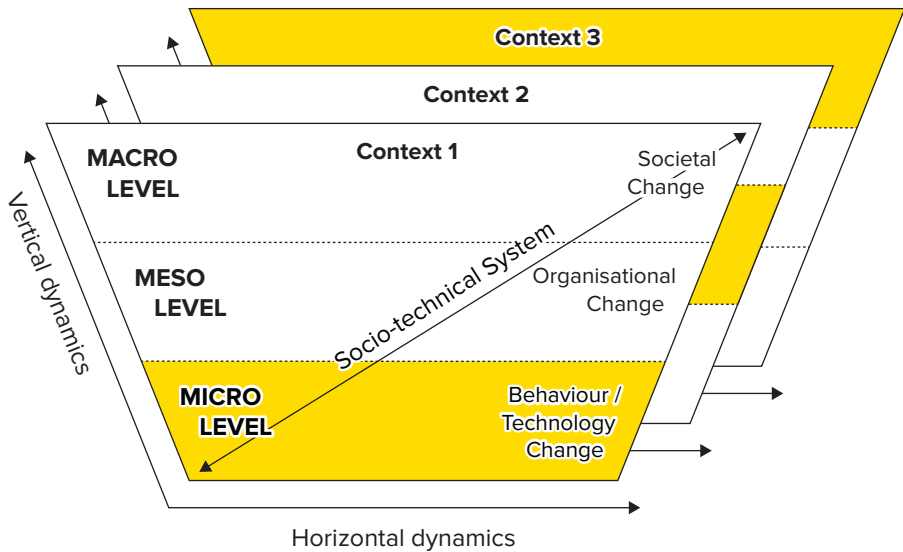 Context 3
Context 2
Context 1
MACRO
LEVEL
Societal
Change
Vertical dynamics
Socio-technical System
MESO
LEVEL
Organisational
Change
MICRO
LEVEL
Behaviour /
Technology
Change
Horizontal dynamics